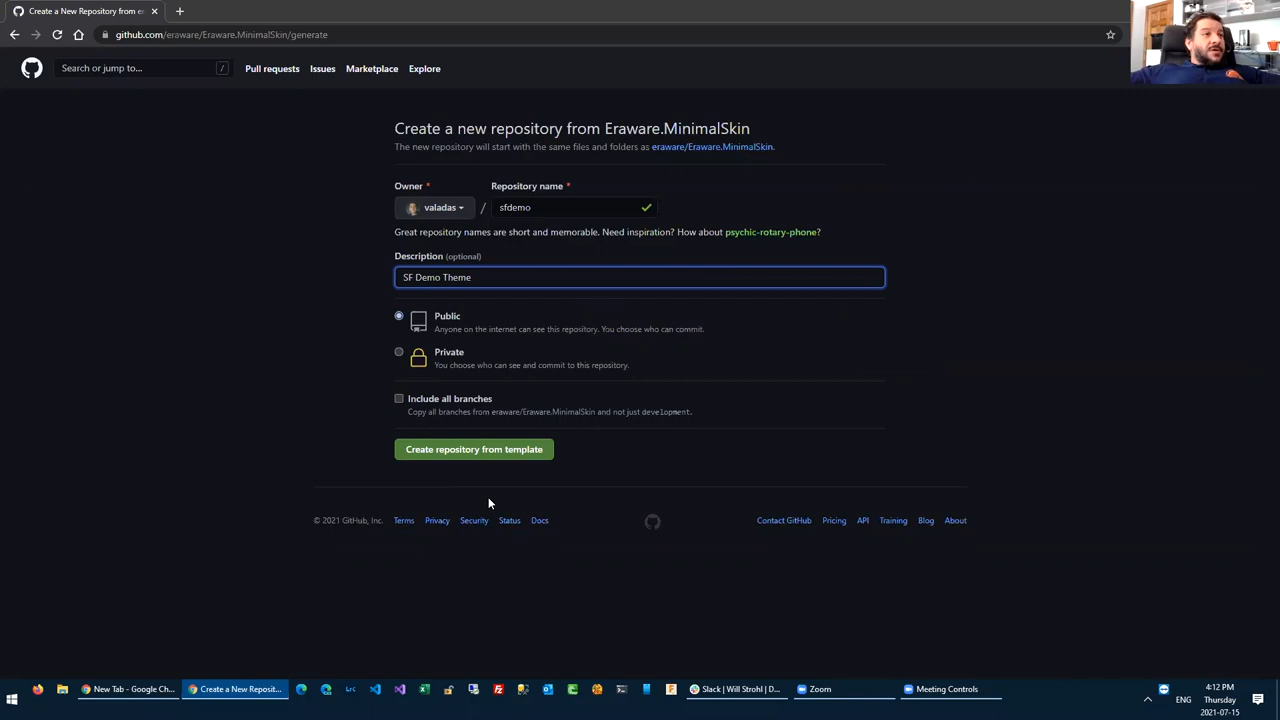 Create a New Repository from e
github.com/eraware/Eraware.MinimalSkin/generate
Search or jump to...
/
Pull requests
Issues
Marketplace
Explore
Create a new repository from Eraware.MinimalSkin
The new repository will start with the same files and folders as eraware/Eraware.MinimalSkin.
Owner *
Repository name *
valadas
/
sfdemo
Great repository names are short and memorable. Need inspiration? How about psychic-rotary-phone?
Description (optional)
SF Demo Theme
Public
Anyone on the internet can see this repository. You choose who can commit.
Private
You choose who can see and commit to this repository.
Include all branches
Copy all branches from eraware/Eraware.MinimalSkin and not just development.
Create repository from template
© 2021 GitHub, Inc.
Terms
Privacy
Security
Status
Docs
Contact GitHub
Pricing
API
Training
Blog
About
New Tab - Google Ch...
Create a New Reposit...
Lrc
Slack | Will Strohl | D...
Zoom
Meeting Controls
ENG
4:12 PM
Thursday
2021-07-15